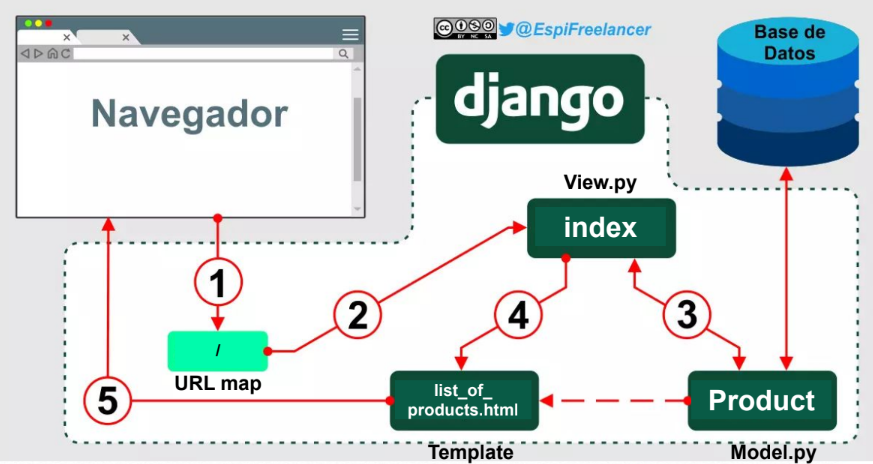 @EspiFreelancer
BY NC SA
Base de
Datos
django
Navegador
View.py
index
1
2
4
3
/
URL map
5
list_of_
products.html
Product
Template
Model.py